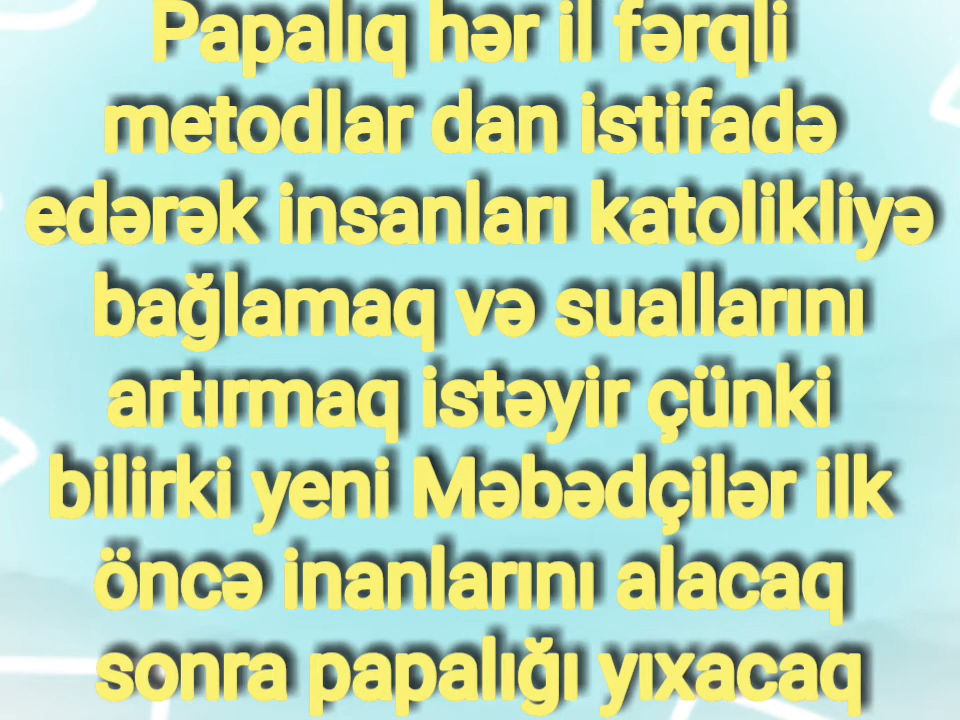 Papalıq hər il fərqli
metodlar dan istifadə
edərək insanları katolikliyə
bağlamaq və suallarını
artırmaq istəyir çünki
bilirki yeni Məbədçilər ilk
öncə inanlarını alacaq
sonra papalığı yıxacaq